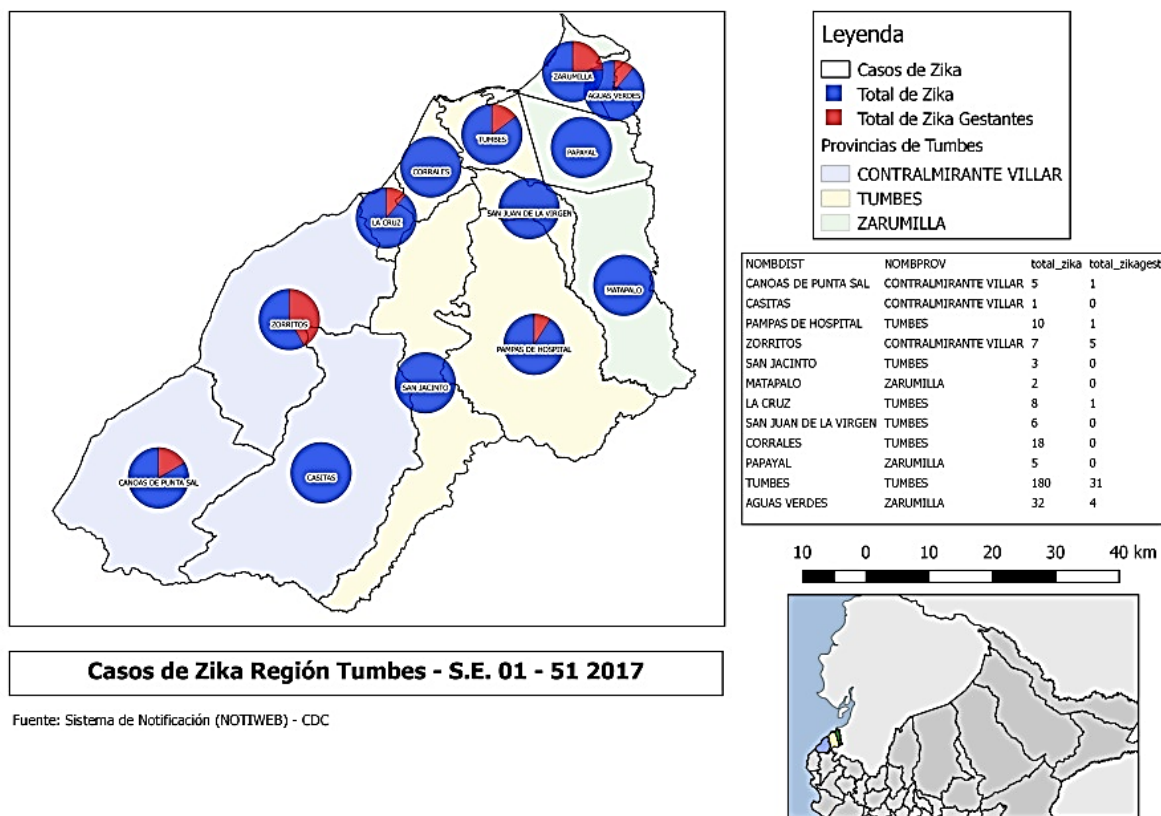 ZARUMILLA
AGUAS VERDES
TUMBES
PAPAYAL
CORRALES
SAN JUAN DE LA VIRGEN
LA CRUZ
MATAPALO
ZORRITOS
PAMPAS DE HOSPITAL
SAN JACINTO
CASITAS
CANOAS DE PUNTA SAL
Leyenda
Casos de Zika
Total de Zika
Total de Zika Gestantes
Provincias de Tumbes
CONTRALMIRANTE VILLAR
TUMBES
ZARUMILLA
NOMBDIST NOMBPROV total_zika total_zikagest
CANOAS DE PUNTA SAL CONTRALMIRANTE VILLAR 5 1
CASITAS CONTRALMIRANTE VILLAR 1 0
PAMPAS DE HOSPITAL TUMBES 10 1
ZORRITOS CONTRALMIRANTE VILLAR 7 5
SAN JACINTO TUMBES 3 0
MATAPALO ZARUMILLA 2 0
LA CRUZ TUMBES 8 1
SAN JUAN DE LA VIRGEN TUMBES 6 0
CORRALES TUMBES 18 0
PAPAYAL ZARUMILLA 5 0
TUMBES TUMBES 180 31
AGUAS VERDES ZARUMILLA 32 4
10 0 10 20 30 40 km
Casos de Zika Región Tumbes - S.E. 01 - 51 2017
Fuente: Sistema de Notificación (NOTIWEB) - CDC